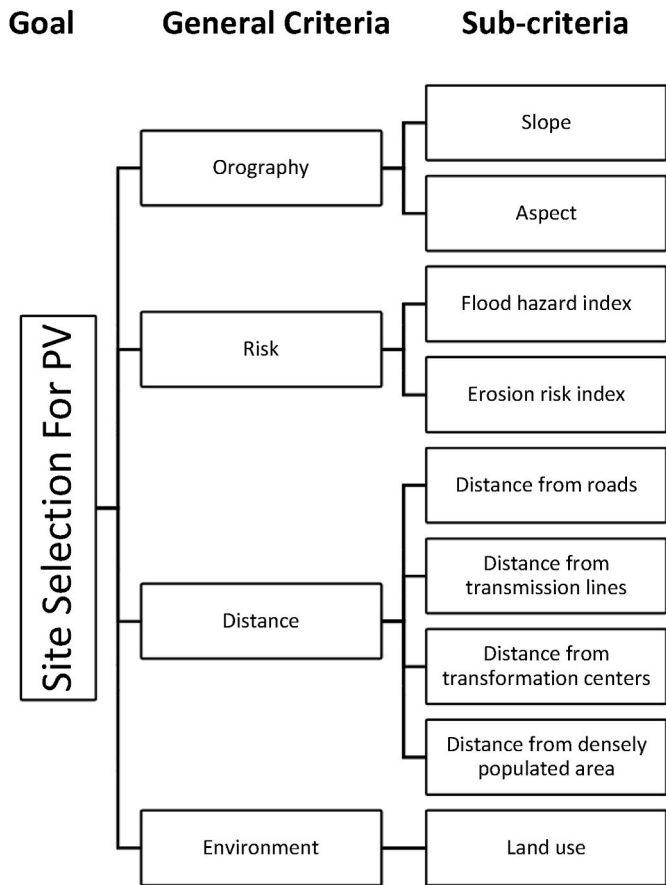 Goal General Criteria Sub-criteria
Site Selection For PV
Orography
Slope
Aspect
Risk
Flood hazard index
Erosion risk index
Distance
Distance from roads
Distance from
transmission lines
Distance from
transformation centers
Distance from densely
populated area
Environment
Land use